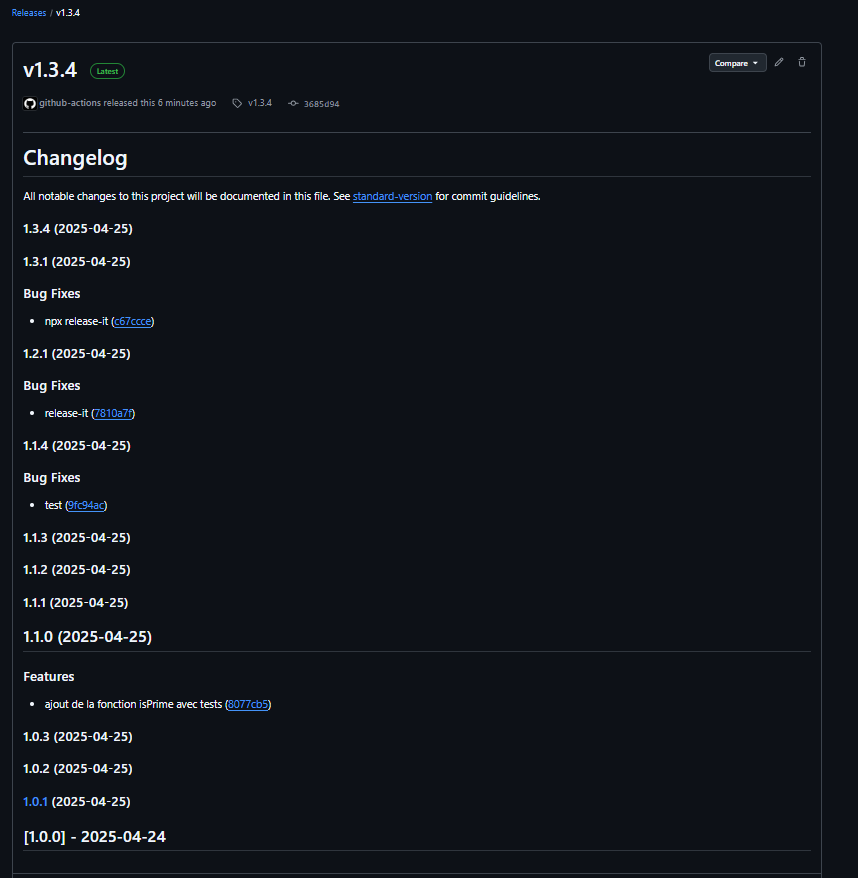 Releases / v1.3.4
v1.3.4 Latest Compare
github-actions released this 6 minutes ago v1.3.4 3685d94
Changelog
All notable changes to this project will be documented in this file. See standard-version for commit guidelines.
1.3.4 (2025-04-25)
1.3.1 (2025-04-25)
Bug Fixes
• npx release-it (c67ccce)
1.2.1 (2025-04-25)
Bug Fixes
• release-it (7810a7f)
1.1.4 (2025-04-25)
Bug Fixes
• test (9fc94ac)
1.1.3 (2025-04-25)
1.1.2 (2025-04-25)
1.1.1 (2025-04-25)
1.1.0 (2025-04-25)
Features
• ajout de la fonction isPrime avec tests (8077cb5)
1.0.3 (2025-04-25)
1.0.2 (2025-04-25)
1.0.1 (2025-04-25)
[1.0.0] - 2025-04-24